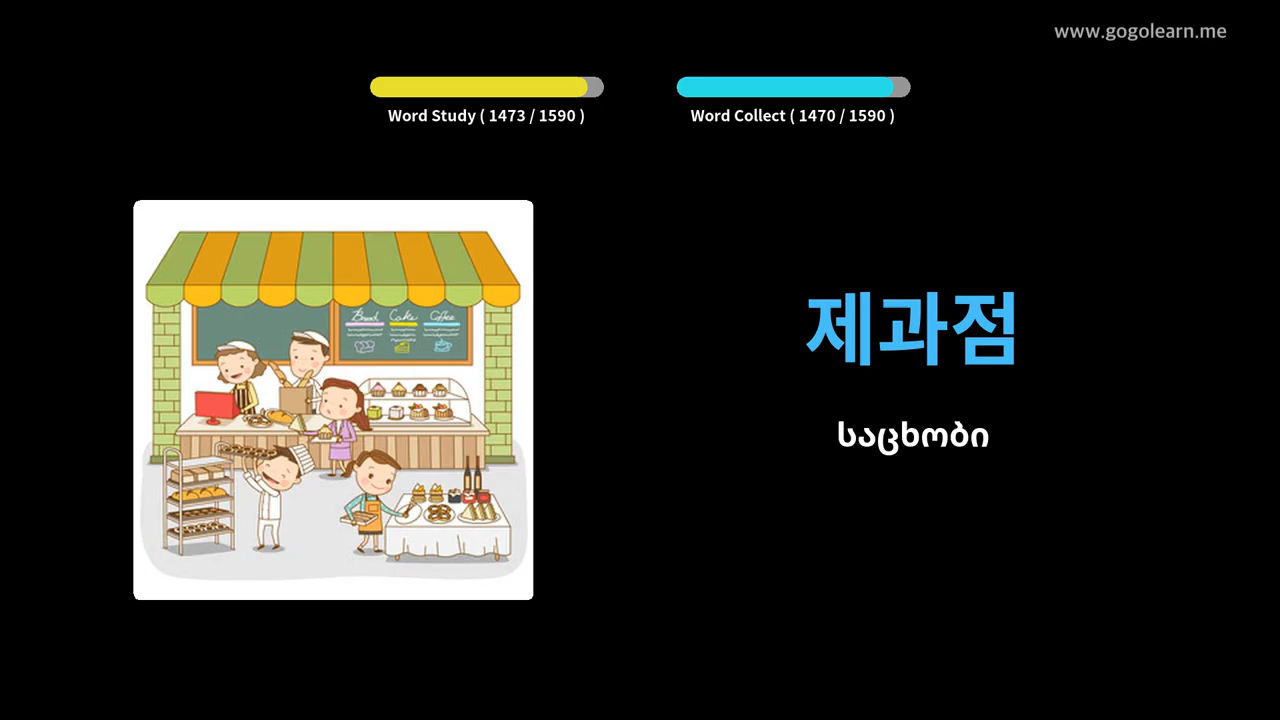 www.gogolearn.me
Word Study ( 1473 / 1590 )
Word Collect ( 1470 / 1590 )
Bread Cake Coffee
제과점
საცხობი